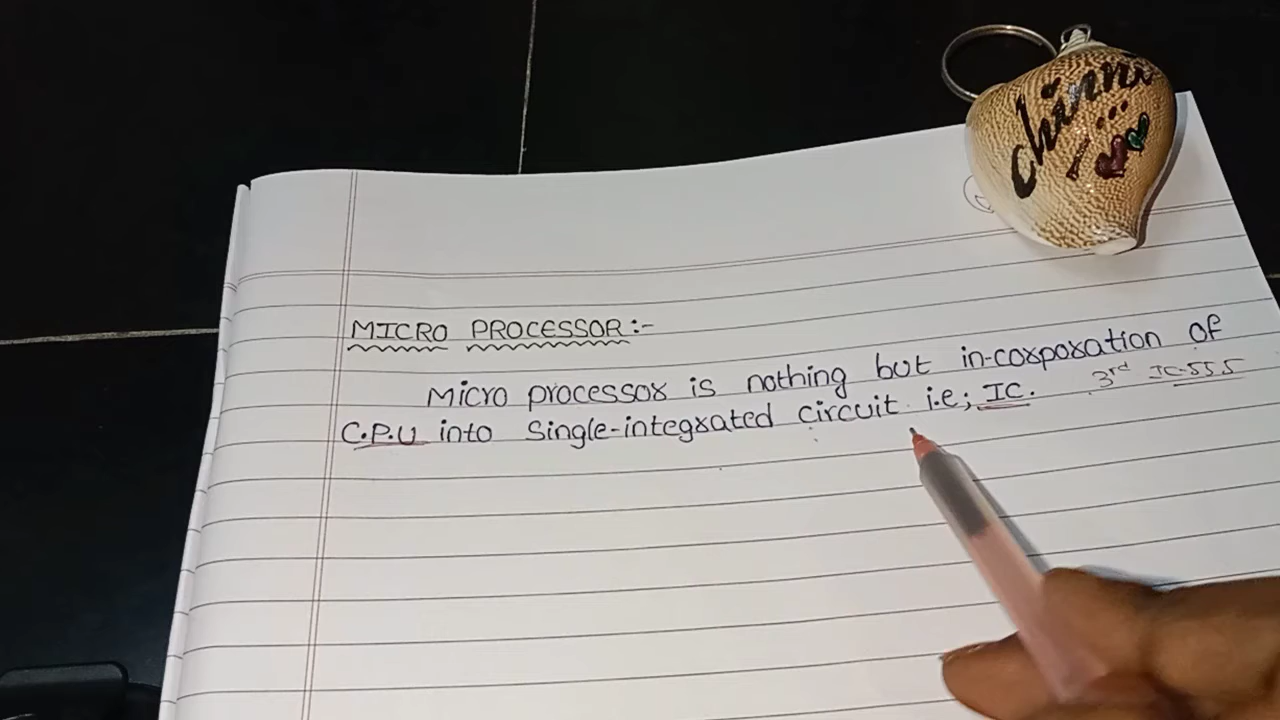 chinni
MICRO PROCESSOR:-
Micro processor is nothing but in-corporation of
C.P.U into Single-integrated circuit i.e; IC.
3rd IC-555